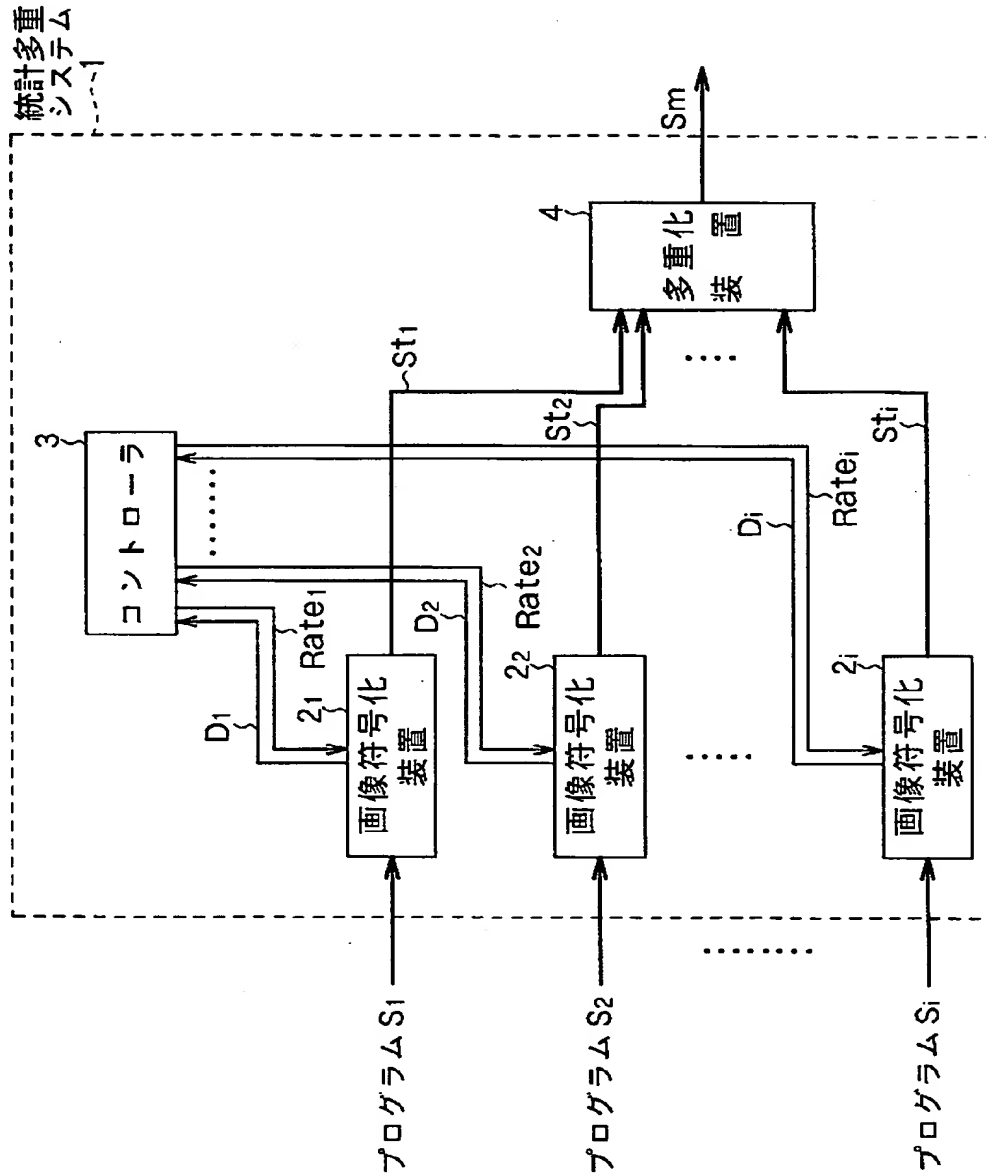 統計多重
システム
1
3
コントローラ
D1
Rate1
D2
Rate2
Di
Ratei
プログラムS1
21
画像符号化
装置
St1
プログラムS2
22
画像符号化
装置
St2
プログラムSi
2i
画像符号化
装置
Sti
4
多重化
装置
Sm